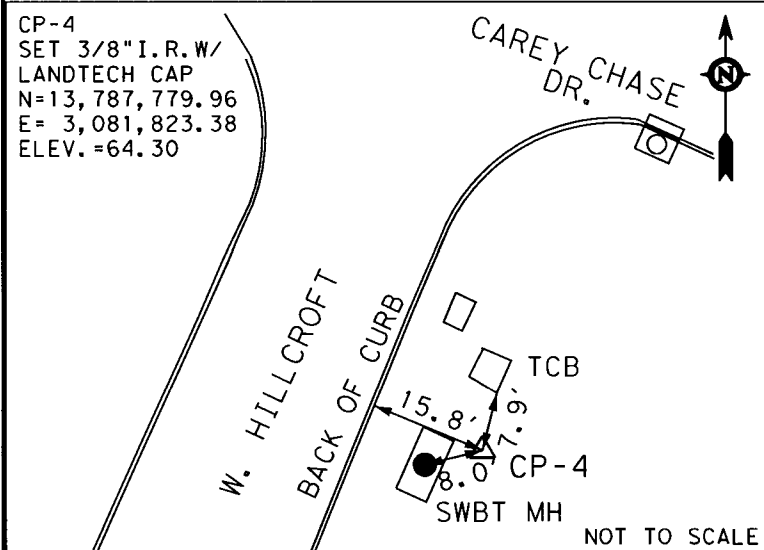 CP-4
SET 3/8"I.R.W/
LANDTECH CAP
N=13,787,779.96
E= 3,081,823.38
ELEV.=64.30
CAREY CHASE
DR.
N
W. HILLCROFT
BACK OF CURB
TCB
15.8'
7.9'
8.0'
CP-4
SWBT MH
NOT TO SCALE